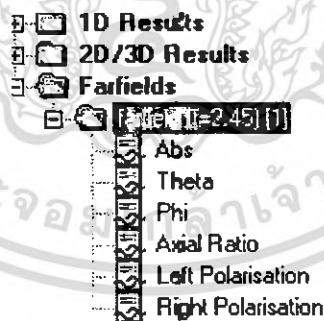 1D Results
2D/3D Results
Farfields
farfield (f=2.45) [1]
Abs
Theta
Phi
Axial Ratio
Left Polarisation
Right Polarisation